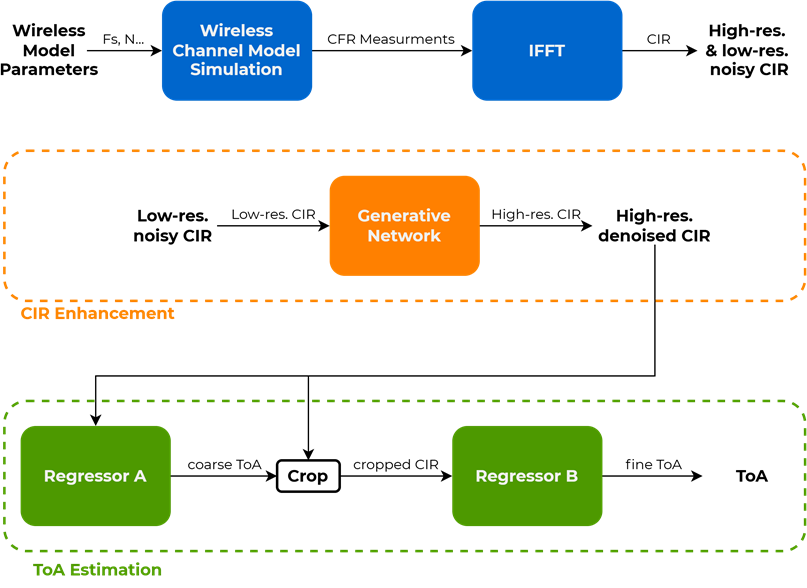 Wireless
Model
Parameters
Fs, N...
Wireless
Channel Model
Simulation
CFR Measurments
IFFT
CIR
High-res.
& low-res.
noisy CIR
Low-res.
noisy CIR
Low-res. CIR
Generative
Network
High-res. CIR
High-res.
denoised CIR
CIR Enhancement
Regressor A
coarse ToA
Crop
cropped CIR
Regressor B
fine ToA
ToA
ToA Estimation